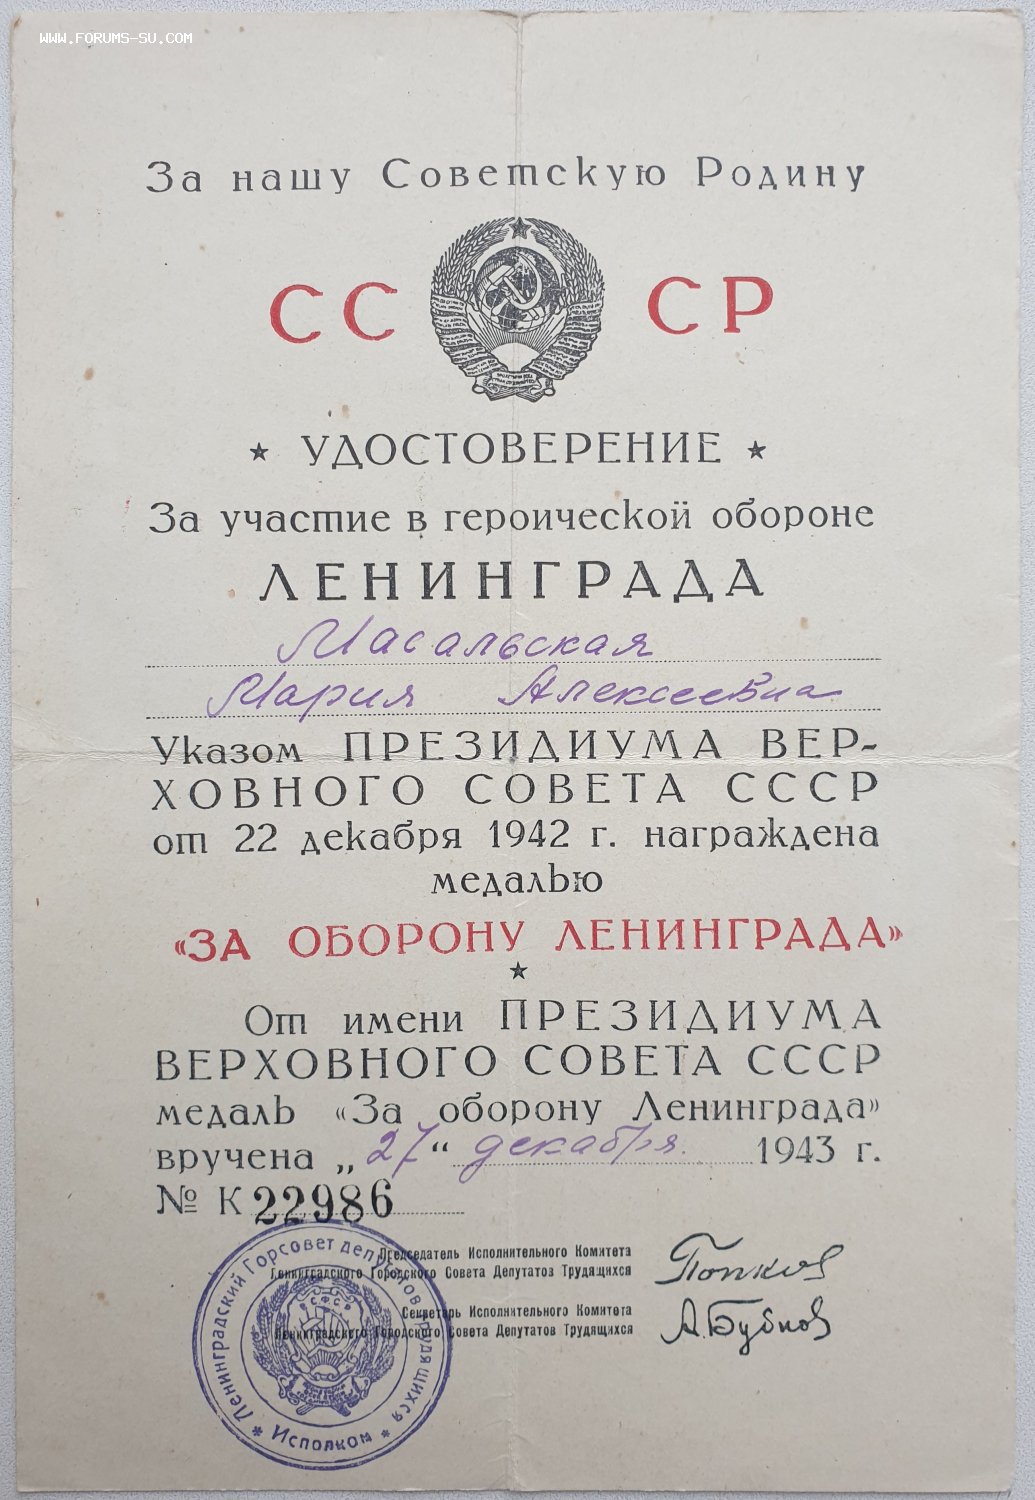 WWW.FORUMS-SU.COM
За нашу Советскую Родину
СС СР
★ УДОСТОВЕРЕНИЕ ★
За участие в героической обороне
ЛЕНИНГРАДА
Масальская
Мария Алексеевна
Указом ПРЕЗИДИУМА ВЕР-
ХОВНОГО СОВЕТА СССР
от 22 декабря 1942 г. награждена
медалью
«ЗА ОБОРОНУ ЛЕНИНГРАДА»
★
От имени ПРЕЗИДИУМА
ВЕРХОВНОГО СОВЕТА СССР
медаль «За оборону Ленинграда»
вручена „27“ декабря 1943 г.
№ К 22986
Председатель Исполнительного Комитета
Ленинградского Городского Совета Депутатов Трудящихся
Попков
Секретарь Исполнительного Комитета
Ленинградского Городского Совета Депутатов Трудящихся
А. Бубнов
Ленинградский Горсовет депутатов трудящихся
* Исполком *
РСФСР